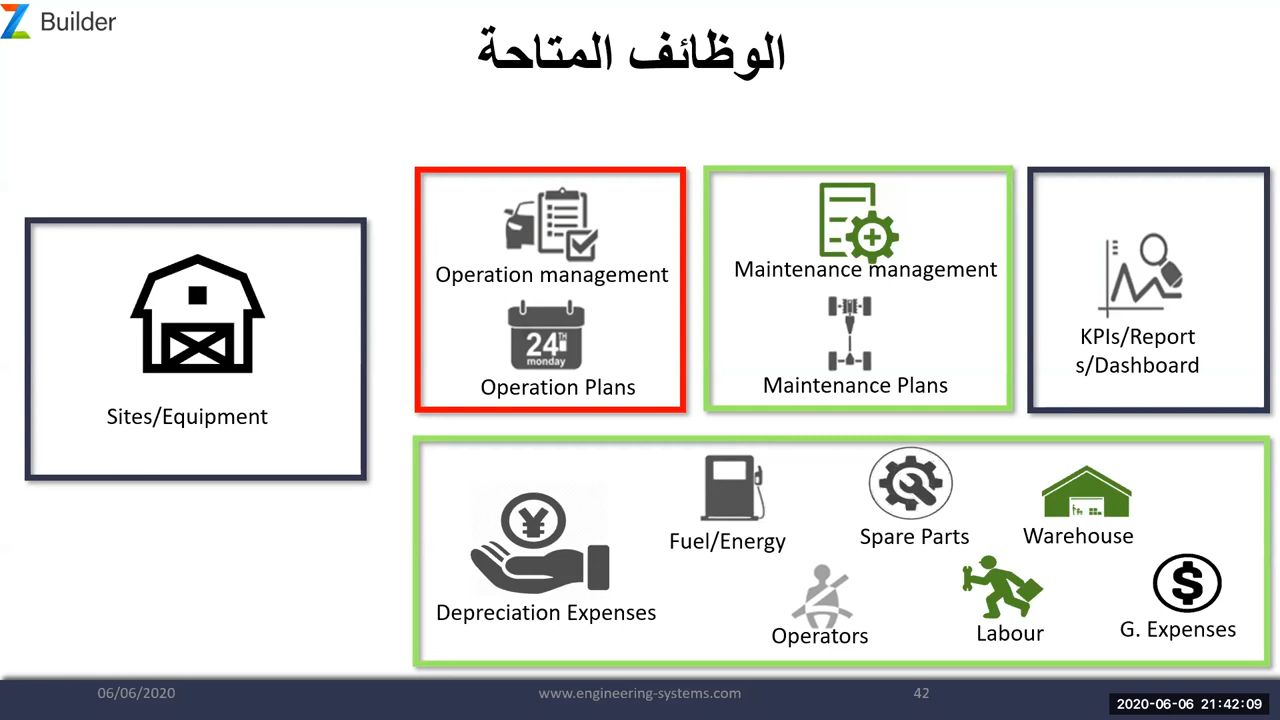 Builder
الوظائف المتاحة
Sites/Equipment
Operation management
24TH
monday
Operation Plans
Maintenance management
Maintenance Plans
KPIs/Report
s/Dashboard
Depreciation Expenses
Fuel/Energy
Spare Parts
Warehouse
Operators
Labour
G. Expenses
06/06/2020
www.engineering-systems.com
42
2020-06-06 21:42:09